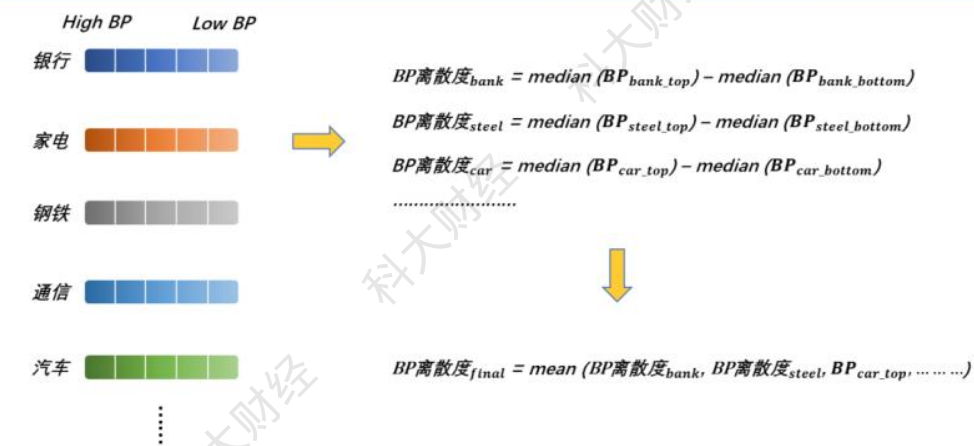 High BP Low BP
银行
家电
钢铁
通信
汽车
BP离散度bank = median (BPbank_top) – median (BPbank_bottom)
BP离散度steel = median (BPsteel_top) – median (BPsteel_bottom)
BP离散度car = median (BPcar_top) – median (BPcar_bottom)
........................
BP离散度final = mean (BP离散度bank, BP离散度steel, BPcar_top, ... ... ...)
科大财经
科大财经
科大财经